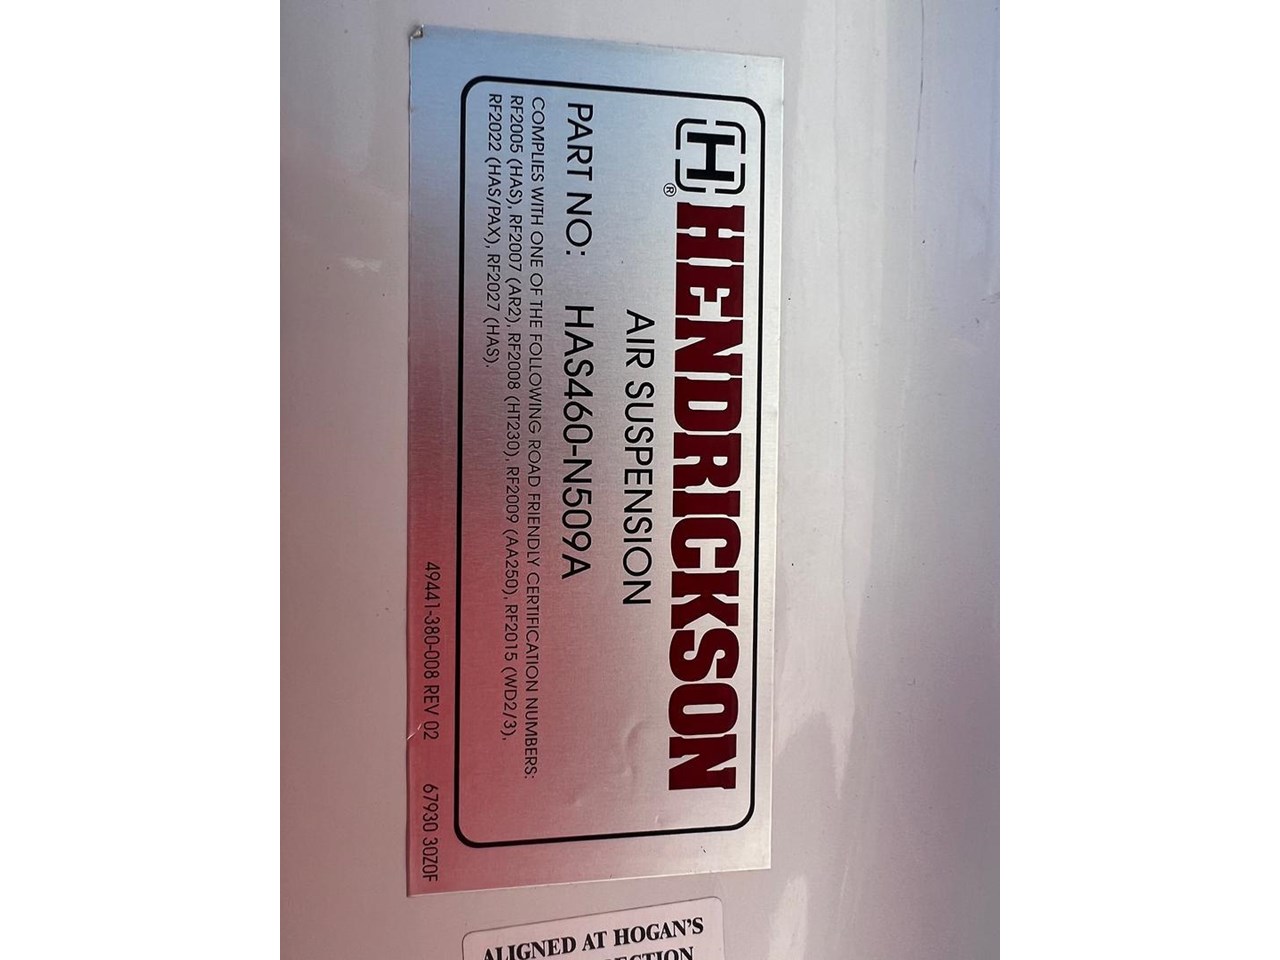 H® HENDRICKSON
AIR SUSPENSION
PART NO: HAS460-N509A
COMPLIES WITH ONE OF THE FOLLOWING ROAD FRIENDLY CERTIFICATION NUMBERS:
RF2005 (HAS), RF2007 (AR2), RF2008 (HT230), RF2009 (AA250), RF2015 (WD2/3),
RF2022 (HAS/PAX), RF2027 (HAS).
49441-380-008 REV 02 67930 30Z0F
ALIGNED AT HOGAN'S